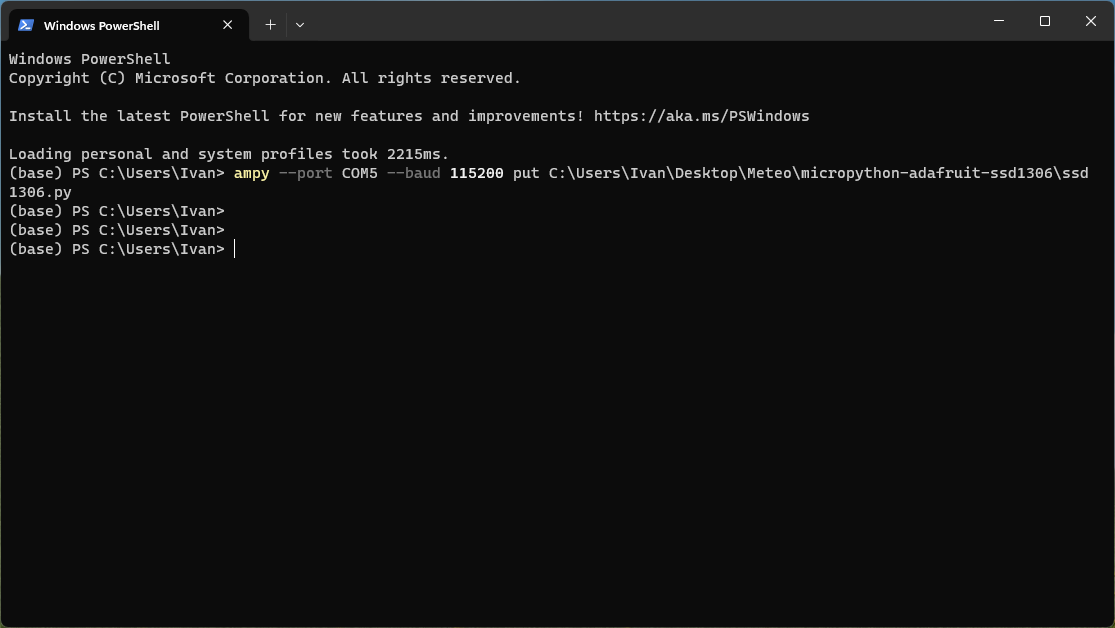 Windows PowerShell
Windows PowerShell
Copyright (C) Microsoft Corporation. All rights reserved.
Install the latest PowerShell for new features and improvements! https://aka.ms/PSWindows
Loading personal and system profiles took 2215ms.
(base) PS C:\Users\Ivan> ampy --port COM5 --baud 115200 put C:\Users\Ivan\Desktop\Meteo\micropython-adafruit-ssd1306\ssd
1306.py
(base) PS C:\Users\Ivan>
(base) PS C:\Users\Ivan>
(base) PS C:\Users\Ivan>